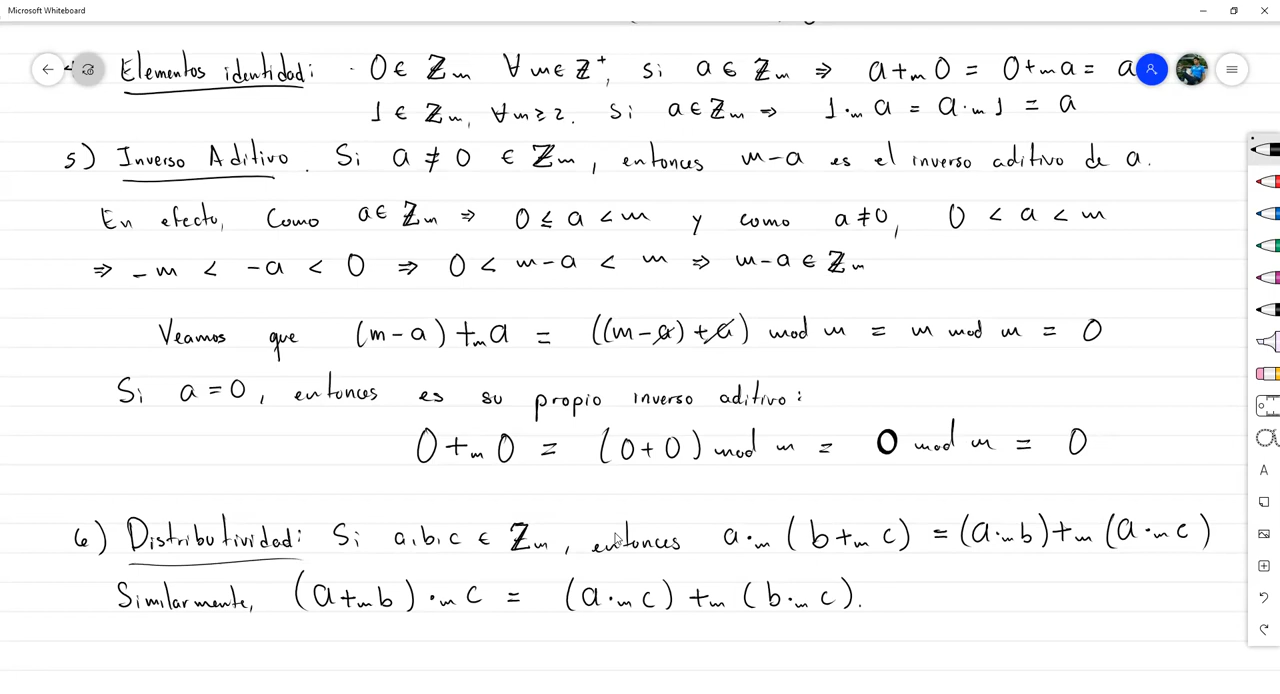 Microsoft Whiteboard
Elementos identidad: · 0 ∈ ℤm ∀ m ∈ ℤ⁺, si a ∈ ℤm ⇒ a +m 0 = 0 +m a = a
1 ∈ ℤm, ∀ m ≥ 2. Si a ∈ ℤm ⇒ 1 ·m a = a ·m 1 = a
5) Inverso Aditivo. Si a ≠ 0 ∈ ℤm, entonces m-a es el inverso aditivo de a.
En efecto, Como a ∈ ℤm ⇒ 0 ≤ a < m y como a ≠ 0, 0 < a < m
⇒ -m < -a < 0 ⇒ 0 < m-a < m ⇒ m-a ∈ ℤm
Veamos que (m-a) +m a = ((m-a)+a) mod m = m mod m = 0
Si a = 0, entonces es su propio inverso aditivo:
0 +m 0 = (0+0) mod m = 0 mod m = 0
6) Distributividad: Si a,b,c ∈ ℤm, entonces a ·m (b +m c) = (a ·m b) +m (a ·m c)
Similarmente, (a +m b) ·m c = (a ·m c) +m (b ·m c).
A